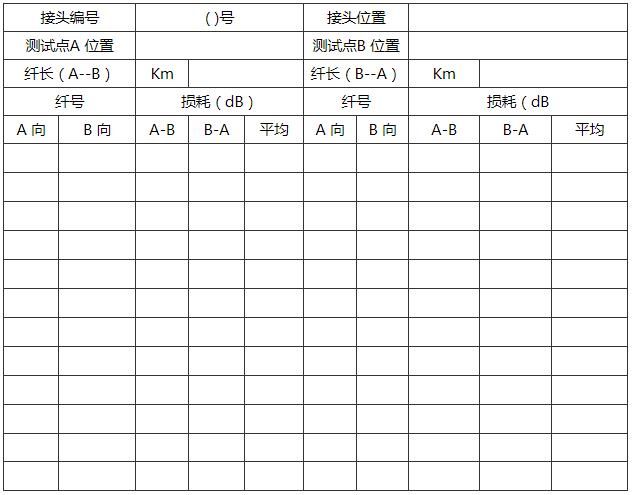 接头编号 ( )号 接头位置
测试点A 位置 测试点B 位置
纤长（A--B） Km 纤长（B--A） Km
纤号 损耗（dB） 纤号 损耗（dB
A 向 B 向 A-B B-A 平均 A 向 B 向 A-B B-A 平均